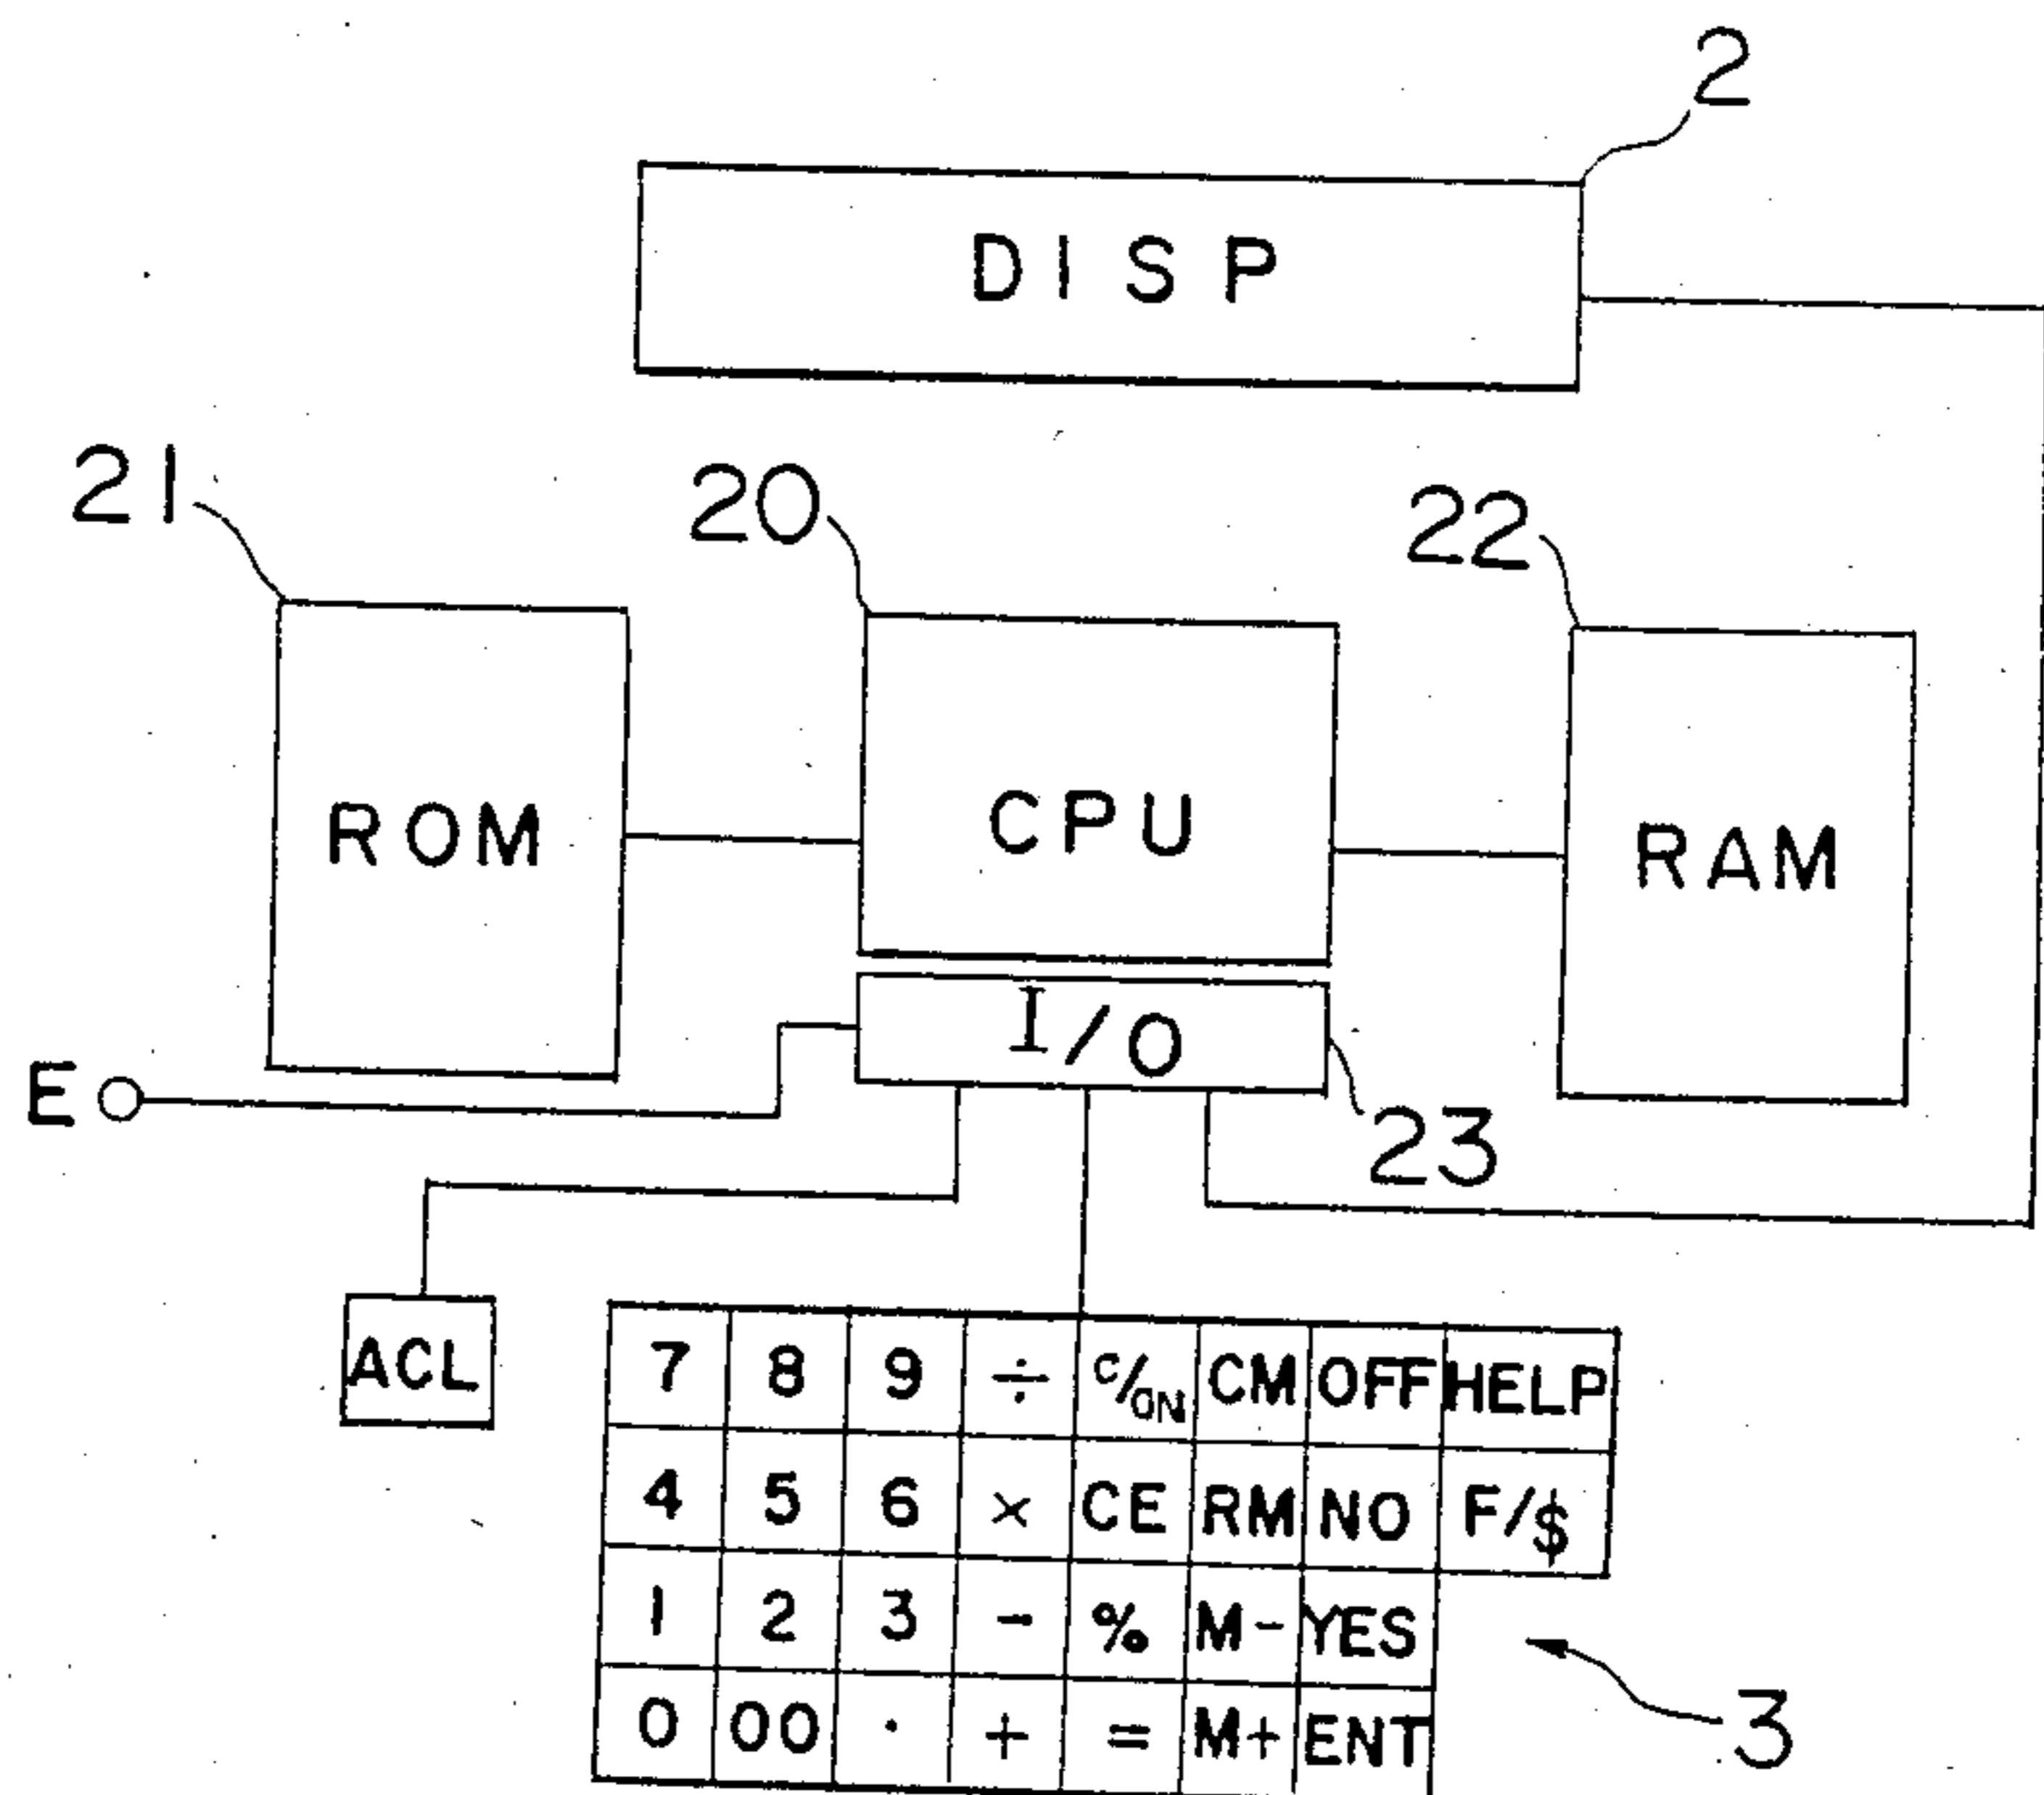 2
DISP
21
20
22
ROM
CPU
RAM
I/O
E
23
ACL
7 8 9 ÷ C/ON CM OFF HELP
4 5 6 × CE RM NO F/$
1 2 3 - % M- YES
0 00 · + = M+ ENT
3